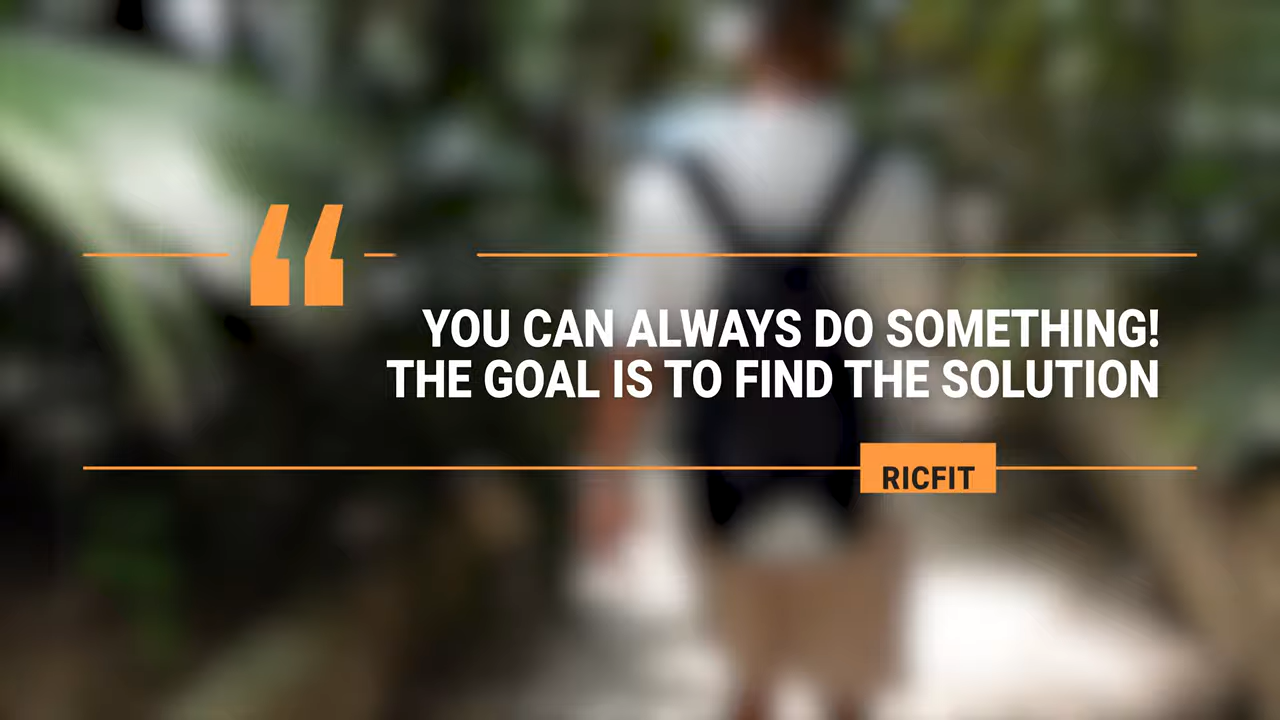 YOU CAN ALWAYS DO SOMETHING!
THE GOAL IS TO FIND THE SOLUTION
RICFIT